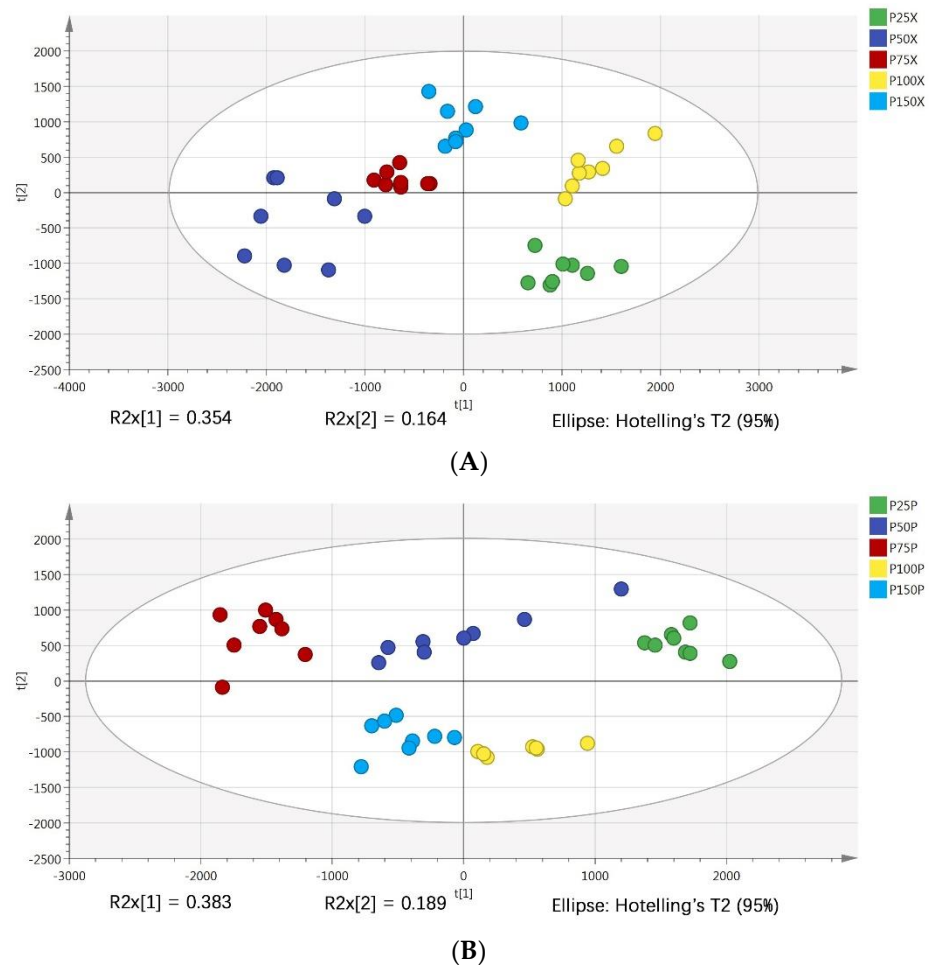 P25X
P50X
P75X
P100X
P150X
2000
1500
1000
500
0
-500
-1000
-1500
-2000
-2500
t[2]
-4000 -3000 -2000 -1000 0 1000 2000 3000
t[1]
R2x[1] = 0.354 R2x[2] = 0.164 Ellipse: Hotelling's T2 (95%)
(A)
P25P
P50P
P75P
P100P
P150P
2000
1500
1000
500
0
-500
-1000
-1500
-2000
-2500
t[2]
-3000 -2000 -1000 0 1000 2000
t[1]
R2x[1] = 0.383 R2x[2] = 0.189 Ellipse: Hotelling's T2 (95%)
(B)